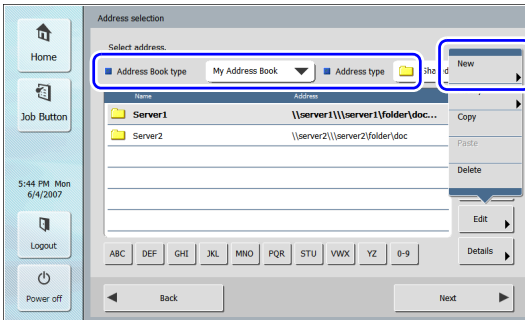 Address selection
Home
Select address.
Address Book type
My Address Book
Address type
New
Name
Address
Job Button
Server1
\\server1\\\server1\folder\doc...
Copy
Server2
\\server2\\\server2\folder\doc
Paste
Delete
5:44 PM Mon
6/4/2007
Edit
Logout
ABC
DEF
GHI
JKL
MNO
PQR
STU
VWX
YZ
0-9
Details
Power off
Back
Next